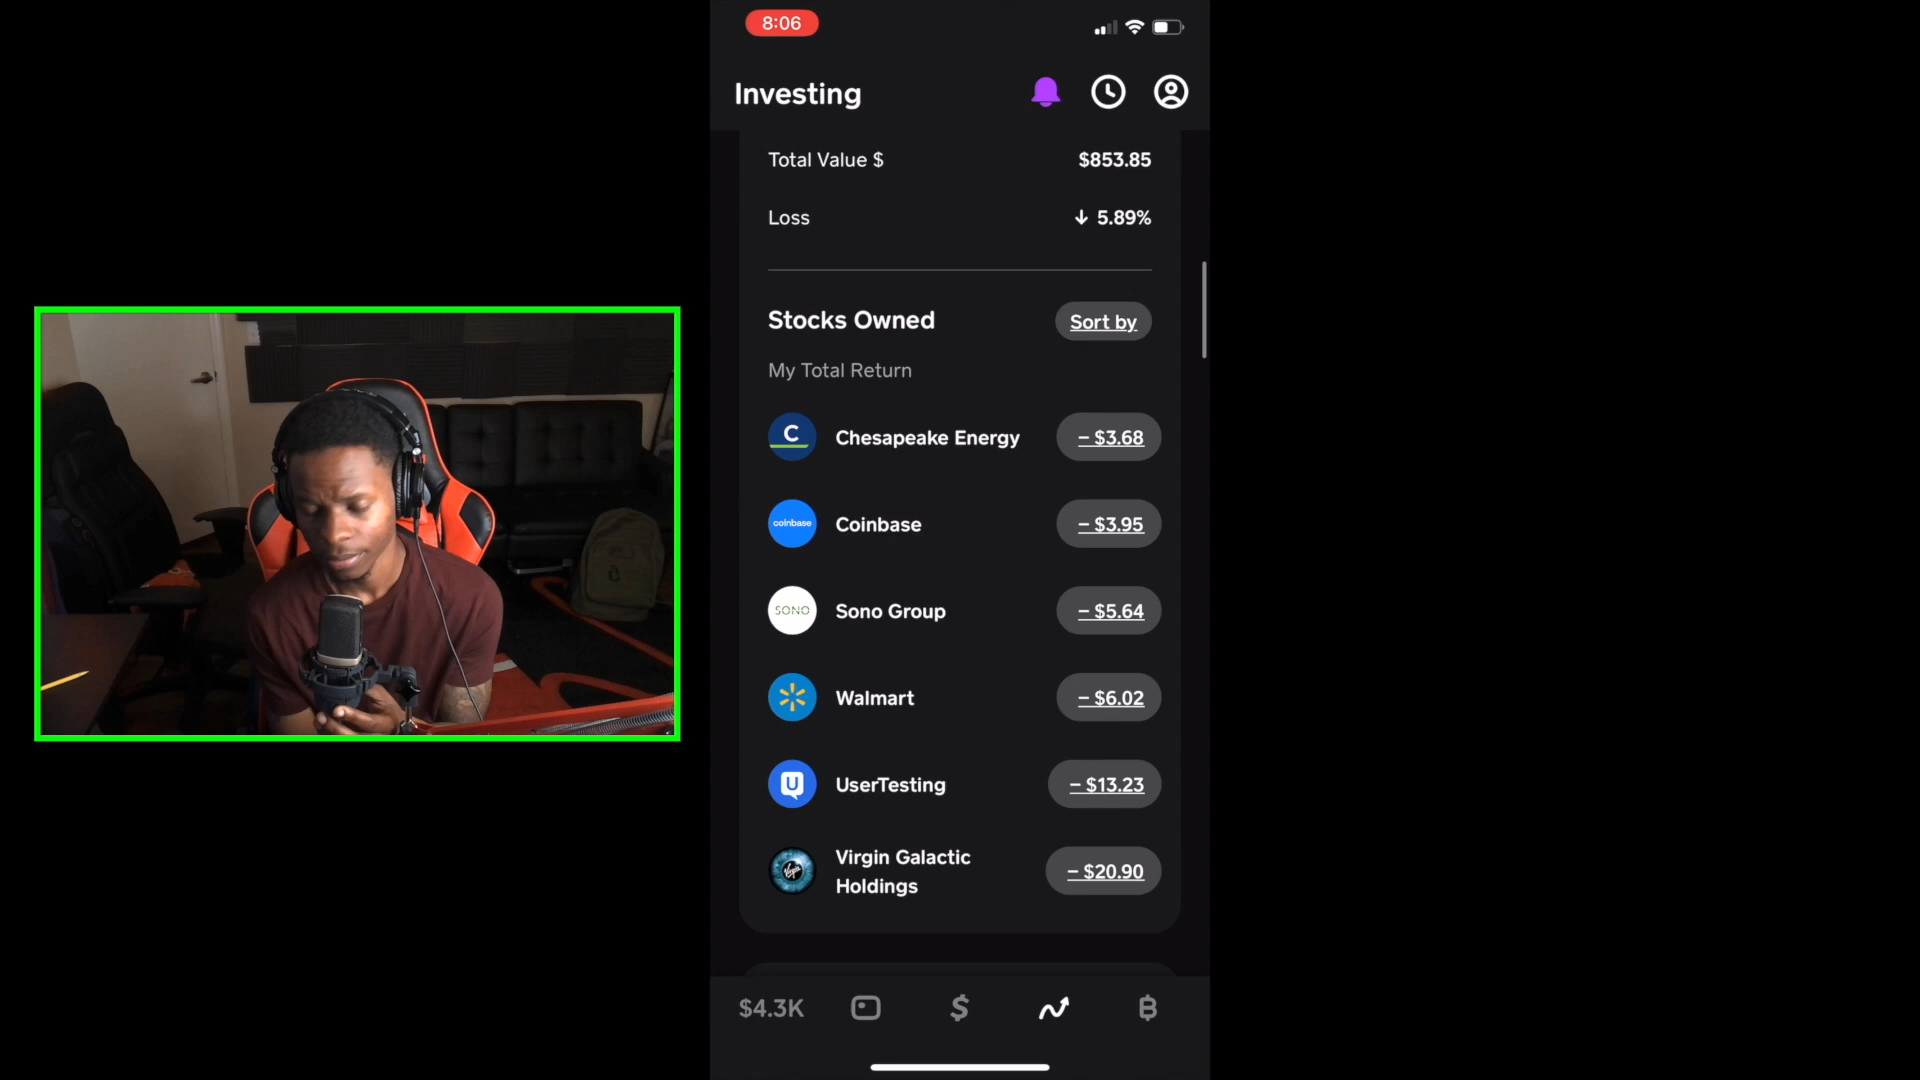 8:06
Investing
Total Value $ $853.85
Loss ↓ 5.89%
Stocks Owned Sort by
My Total Return
C Chesapeake Energy – $3.68
coinbase Coinbase – $3.95
SONO Sono Group – $5.64
Walmart – $6.02
U UserTesting – $13.23
Virgin Virgin Galactic
Holdings – $20.90
$4.3K $